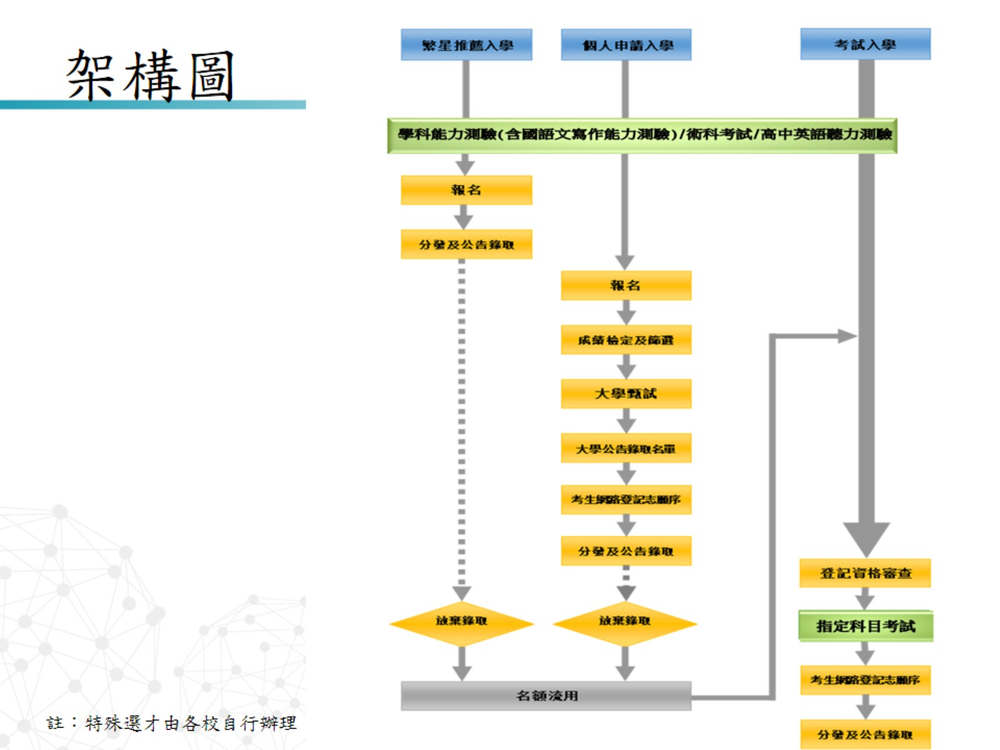 架構圖
繁星推薦入學
個人申請入學
考試入學
學科能力測驗(含國語文寫作能力測驗)/術科考試/高中英語聽力測驗
報名
分發及公告錄取
報名
成績檢定及篩選
大學甄試
大學公告錄取名單
考生網路登記志願序
分發及公告錄取
登記資格審查
放棄錄取
放棄錄取
指定科目考試
考生網路登記志願序
名額流用
分發及公告錄取
註：特殊選才由各校自行辦理